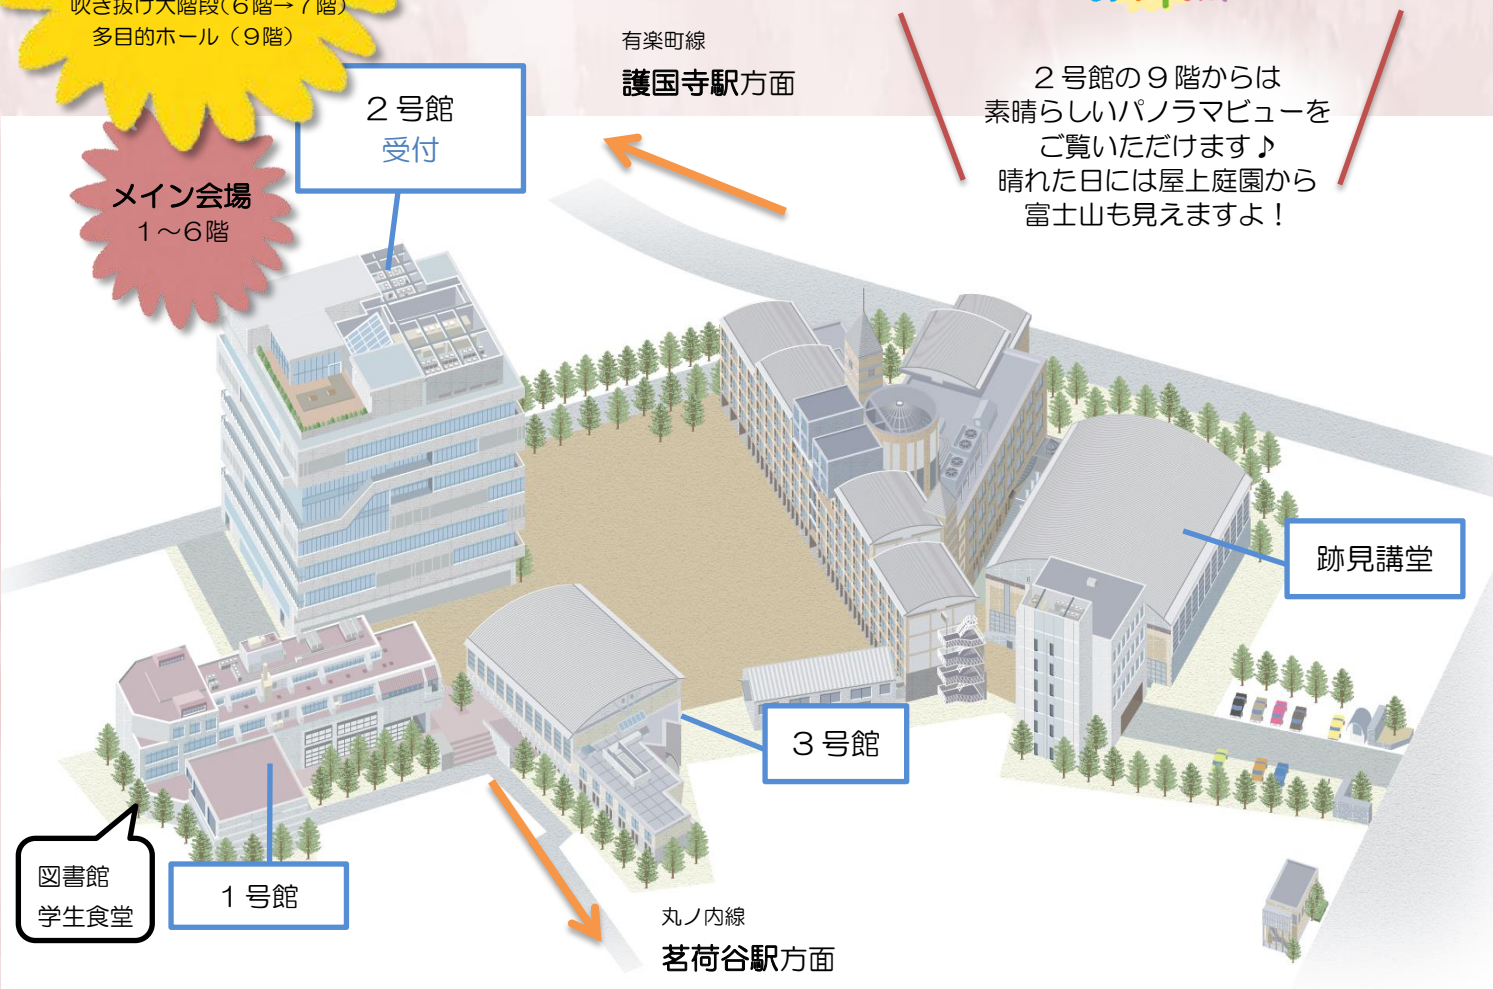 吹き抜け大階段(6階→7階)
多目的ホール（９階）
メイン会場
１～６階
２号館
受付
有楽町線
護国寺駅方面
２号館の９階からは
素晴らしいパノラマビューを
ご覧いただけます♪
晴れた日には屋上庭園から
富士山も見えますよ！
跡見講堂
３号館
図書館
学生食堂
１号館
丸ノ内線
茗荷谷駅方面